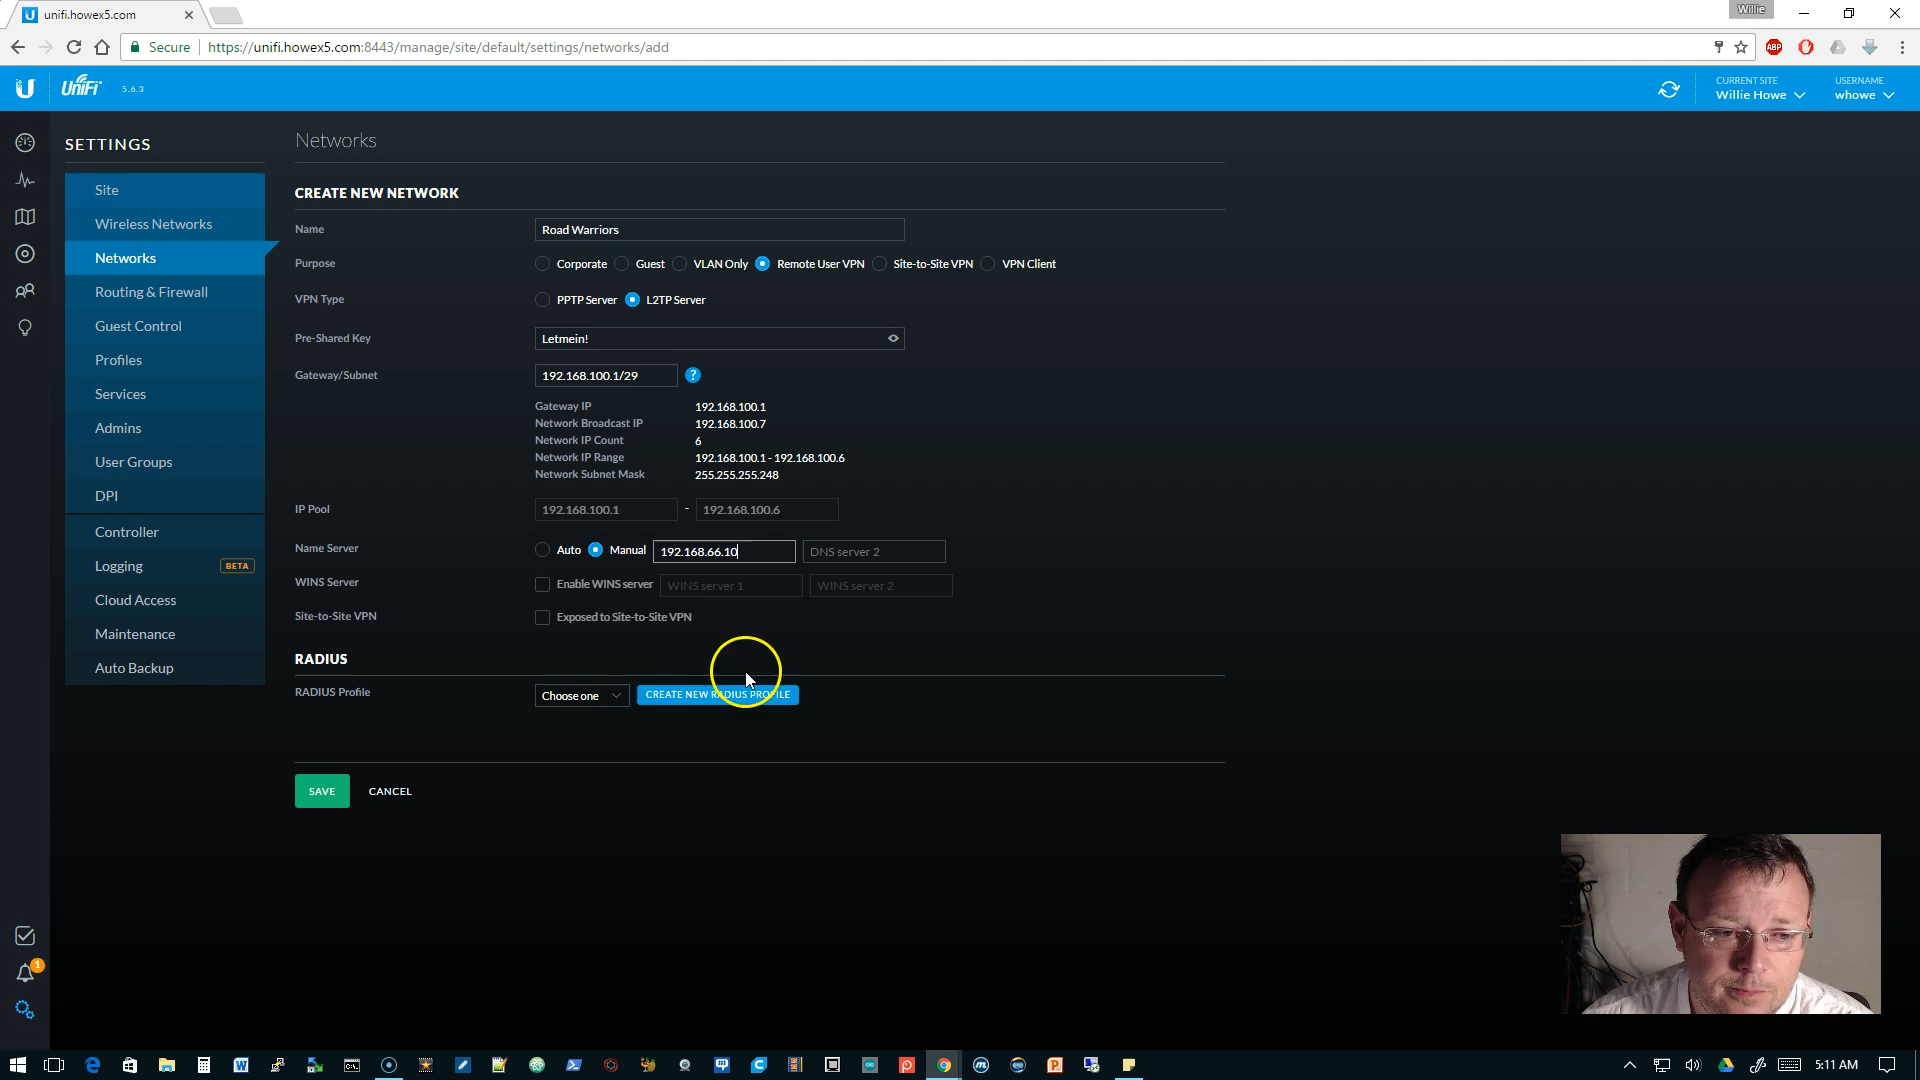 unifi.howex5.com
Willie
Secure
https://unifi.howex5.com:8443/manage/site/default/settings/networks/add
ABP
UniFi 5.6.3
CURRENT SITE
Willie Howe
USERNAME
whowe
SETTINGS
Site
Wireless Networks
Networks
Routing & Firewall
Guest Control
Profiles
Services
Admins
User Groups
DPI
Controller
Logging BETA
Cloud Access
Maintenance
Auto Backup
1
Networks
CREATE NEW NETWORK
Name Road Warriors
Purpose Corporate Guest VLAN Only Remote User VPN Site-to-Site VPN VPN Client
VPN Type PPTP Server L2TP Server
Pre-Shared Key Letmein!
Gateway/Subnet 192.168.100.1/29 ?
Gateway IP 192.168.100.1
Network Broadcast IP 192.168.100.7
Network IP Count 6
Network IP Range 192.168.100.1 - 192.168.100.6
Network Subnet Mask 255.255.255.248
IP Pool 192.168.100.1 - 192.168.100.6
Name Server Auto Manual 192.168.66.10 DNS server 2
WINS Server Enable WINS server WINS server 1 WINS server 2
Site-to-Site VPN Exposed to Site-to-Site VPN
RADIUS
RADIUS Profile Choose one CREATE NEW RADIUS PROFILE
SAVE CANCEL
5:11 AM